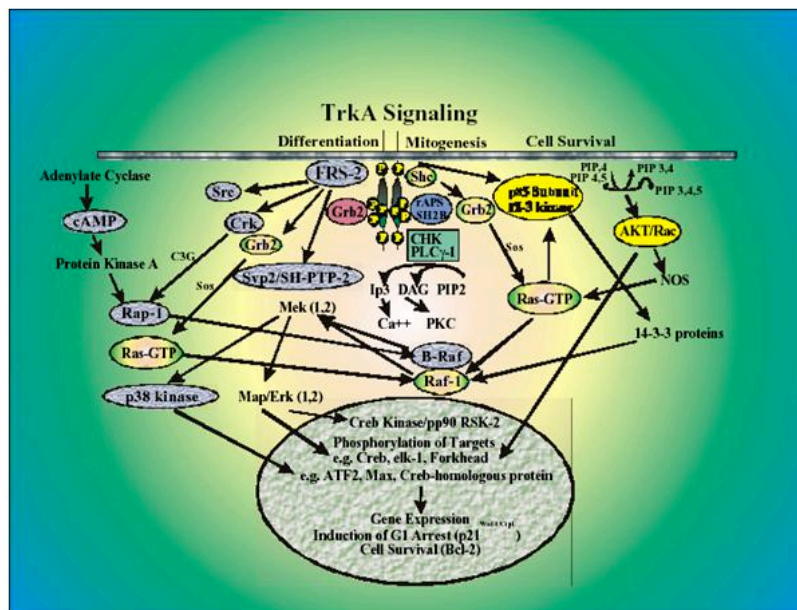 TrkA Signaling
Differentiation
Mitogenesis
Cell Survival
Adenylate Cyclase
cAMP
Protein Kinase A
Rap-1
Ras-GTP
p38 kinase
Src
FRS-2
Crk
C3G
Grb2
Sos
Syp2/SH-PTP-2
Mek (1,2)
Map/Erk (1,2)
Grb2
Shc
rAPS
SH2B
Grb2
CHK
PLCγ-1
Ip3
DAG
PIP2
Ca++
PKC
B-Raf
Raf-1
Sos
Ras-GTP
p85 Subunit
kinase
PIP,4
PIP 4,5
PIP 3,4
PIP 3,4,5
AKT/Rac
NOS
14-3-3 proteins
Creb Kinase/pp90 RSK-2
Phosphorylation of Targets
e.g. Creb, elk-1, Forkhead
e.g. ATF2, Max, Creb-homologous protein
Gene Expression
Induction of G1 Arrest (p21 )
Cell Survival (Bcl-2)